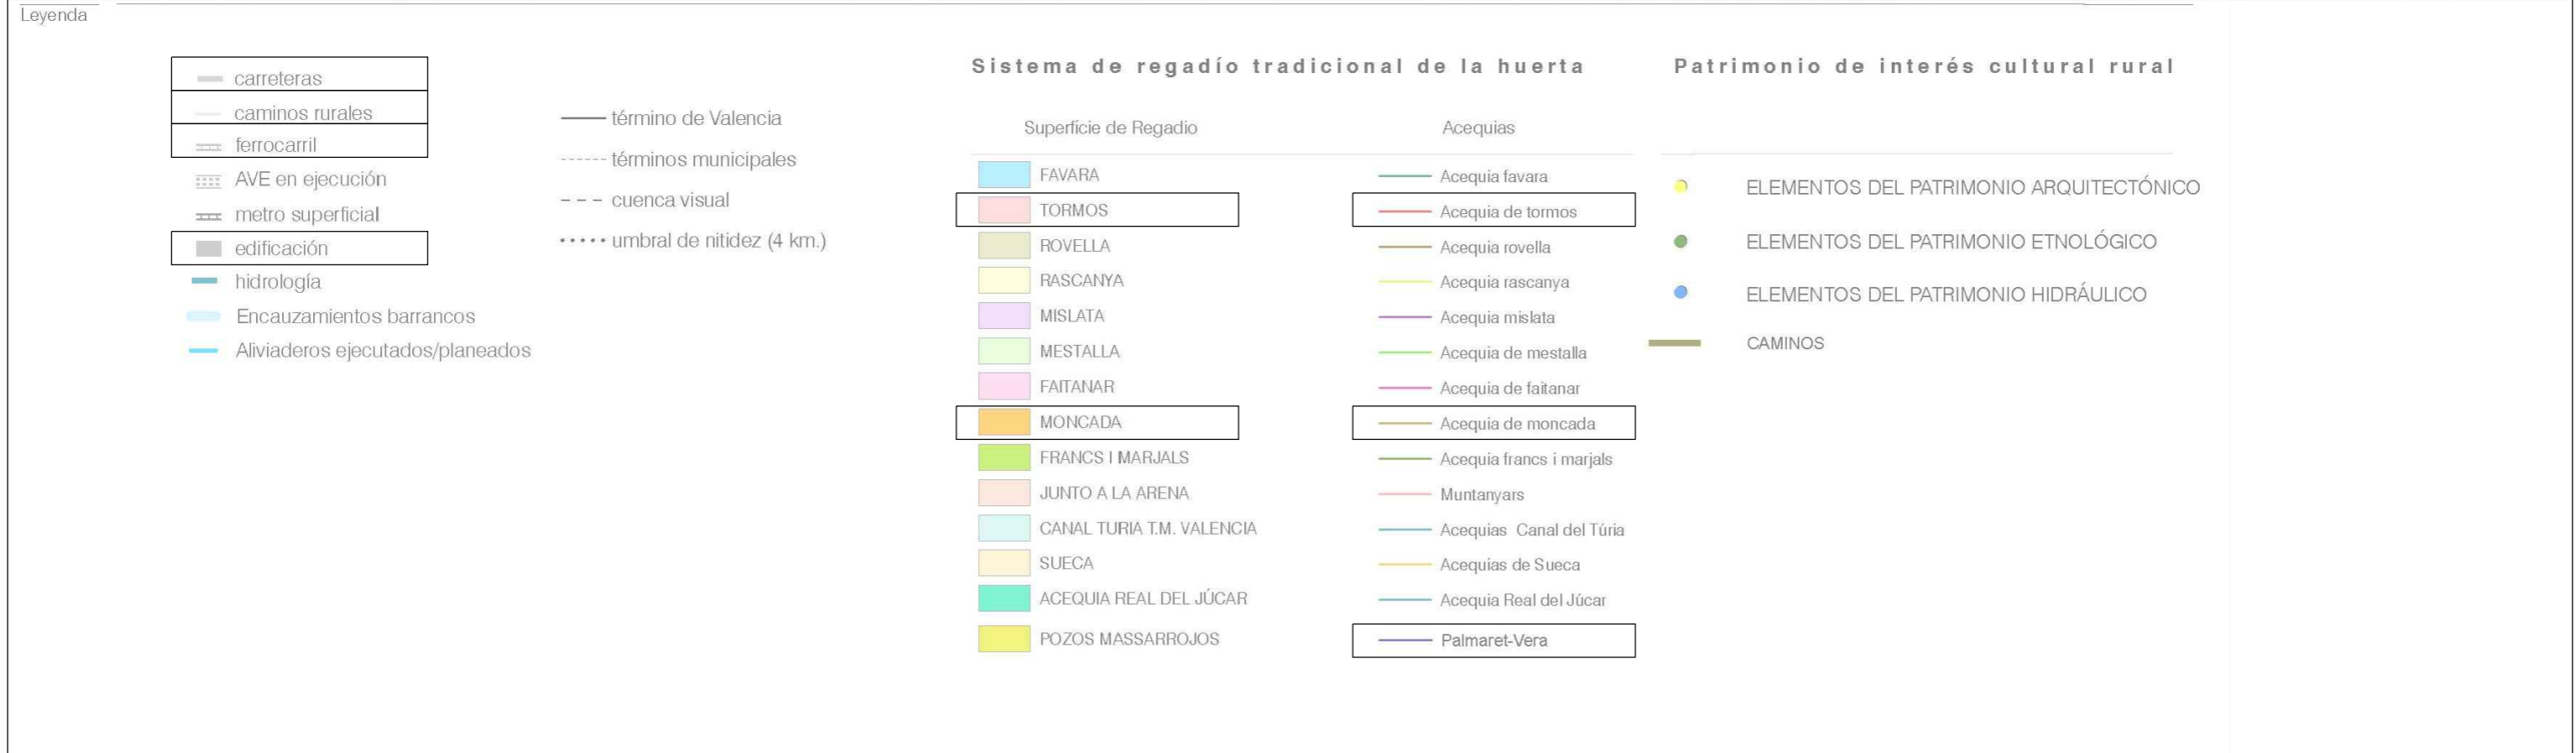 Leyenda
carreteras
caminos rurales
ferrocarril
AVE en ejecución
metro superficial
edificación
hidrología
Encauzamientos barrancos
Aliviaderos ejecutados/planeados
término de Valencia
términos municipales
cuenca visual
umbral de nitidez (4 km.)
Sistema de regadío tradicional de la huerta
Superfície de Regadio
FAVARA
TORMOS
ROVELLA
RASCANYA
MISLATA
MESTALLA
FAITANAR
MONCADA
FRANCS I MARJALS
JUNTO A LA ARENA
CANAL TURIA T.M. VALENCIA
SUECA
ACEQUIA REAL DEL JÚCAR
POZOS MASSARROJOS
Acequias
Acequia favara
Acequia de tormos
Acequia rovella
Acequia rascanya
Acequia mislata
Acequia de mestalla
Acequia de faitanar
Acequia de moncada
Acequia francs i marjals
Muntanyars
Acequias Canal del Túria
Acequias de Sueca
Acequia Real del Júcar
Palmaret-Vera
Patrimonio de interés cultural rural
ELEMENTOS DEL PATRIMONIO ARQUITECTÓNICO
ELEMENTOS DEL PATRIMONIO ETNOLÓGICO
ELEMENTOS DEL PATRIMONIO HIDRÁULICO
CAMINOS